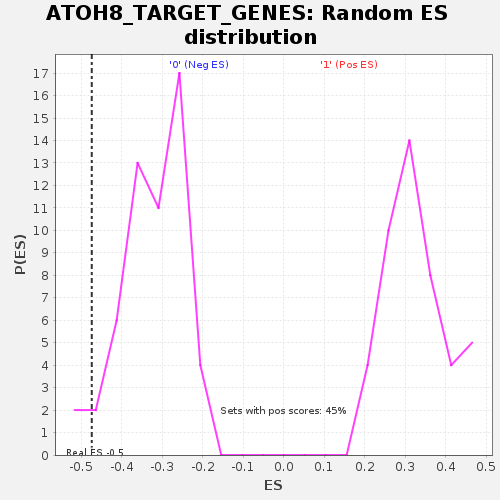 ATOH8_TARGET_GENES: Random ES
distribution
'0' (Neg ES)
'1' (Pos ES)
17
16
15
14
13
12
11
10
9
8
7
6
5
4
3
2
1
0
P(ES)
Sets with pos scores: 45%
Real ES -0.5
-0.5 -0.4 -0.3 -0.2 -0.1 0.0 0.1 0.2 0.3 0.4 0.5
ES